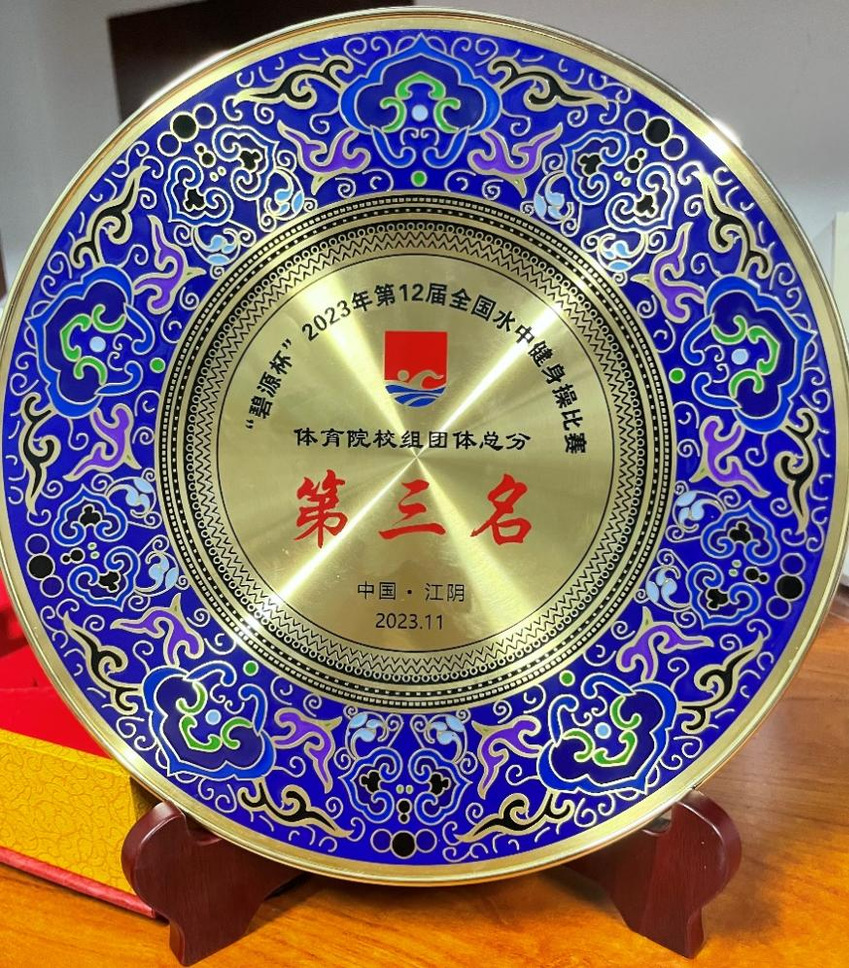 “碧源杯”2023年第12届全国水中健身操比赛
体育院校组团体总分
第三名
中国·江阴
2023.11